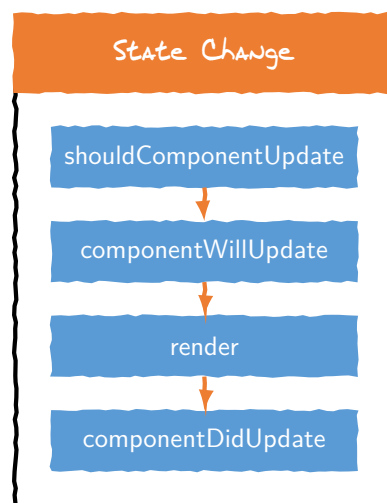 State Change
shouldComponentUpdate
componentWillUpdate
render
componentDidUpdate